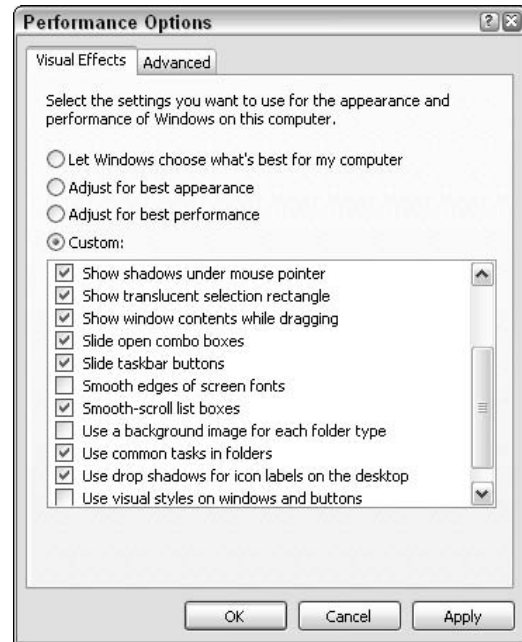 Performance Options
Visual Effects
Advanced
Select the settings you want to use for the appearance and
performance of Windows on this computer.
Let Windows choose what's best for my computer
Adjust for best appearance
Adjust for best performance
Custom:
Show shadows under mouse pointer
Show translucent selection rectangle
Show window contents while dragging
Slide open combo boxes
Slide taskbar buttons
Smooth edges of screen fonts
Smooth-scroll list boxes
Use a background image for each folder type
Use common tasks in folders
Use drop shadows for icon labels on the desktop
Use visual styles on windows and buttons
OK
Cancel
Apply